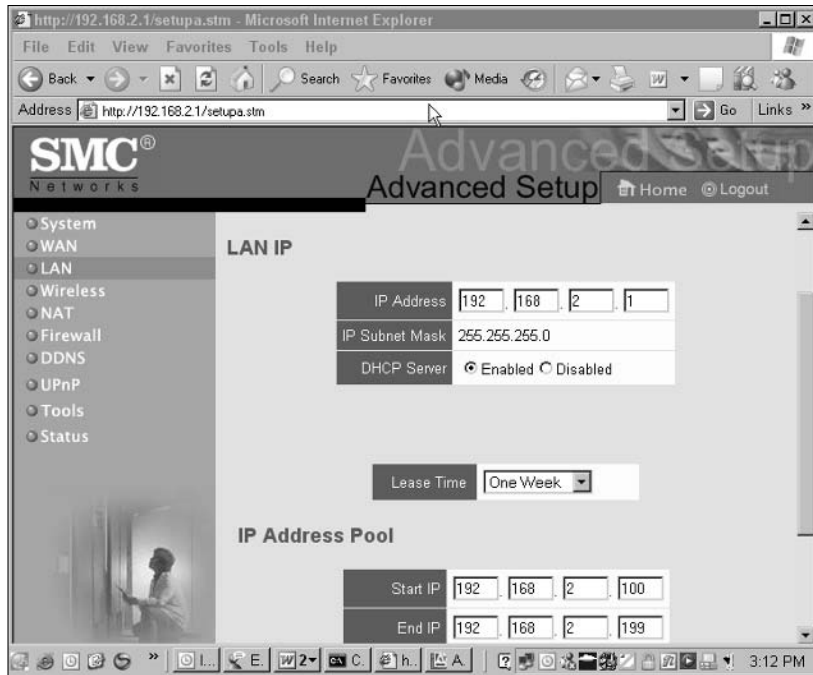 http://192.168.2.1/setupa.stm - Microsoft Internet Explorer
File Edit View Favorites Tools Help
Back Search Favorites Media
Address http://192.168.2.1/setupa.stm Go Links »
SMC®
Networks
Advanced Setup
Advanced Setup Home Logout
System
WAN
LAN
Wireless
NAT
Firewall
DDNS
UPnP
Tools
Status
LAN IP
IP Address 192 . 168 . 2 . 1
IP Subnet Mask 255.255.255.0
DHCP Server Enabled Disabled
Lease Time One Week
IP Address Pool
Start IP 192 . 168 . 2 . 100
End IP 192 . 168 . 2 . 199
» I... E. W 2 C. h.. A 3:12 PM